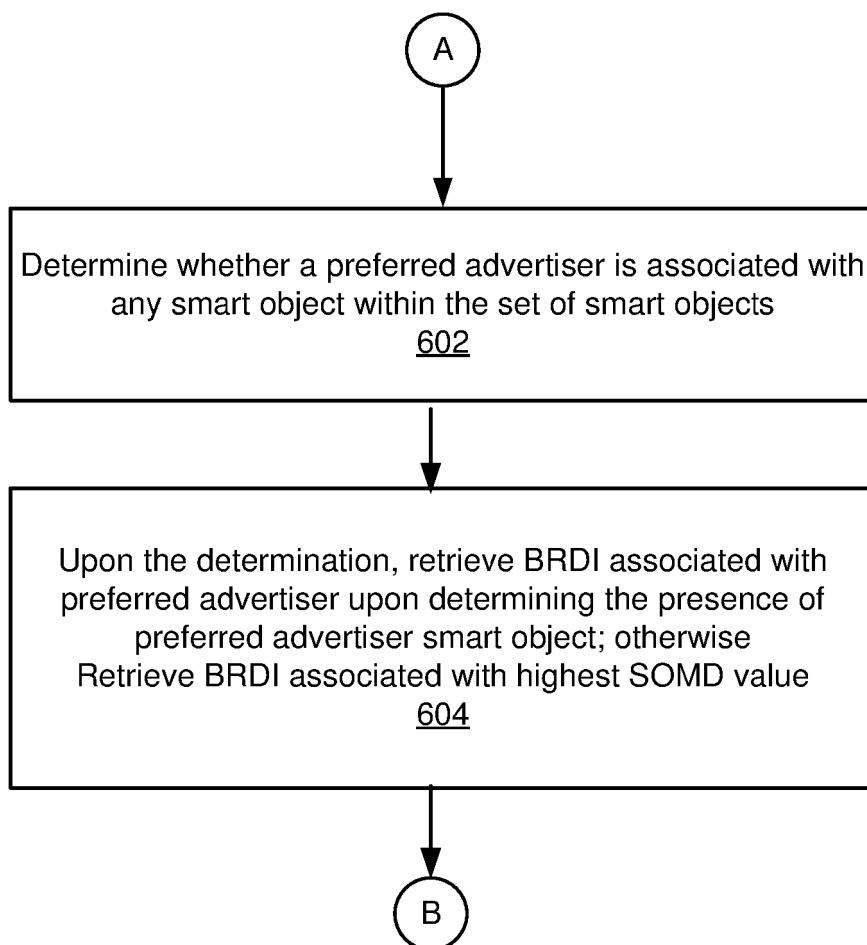 A
Determine whether a preferred advertiser is associated with
any smart object within the set of smart objects
602
Upon the determination, retrieve BRDI associated with
preferred advertiser upon determining the presence of
preferred advertiser smart object; otherwise
Retrieve BRDI associated with highest SOMD value
604
B